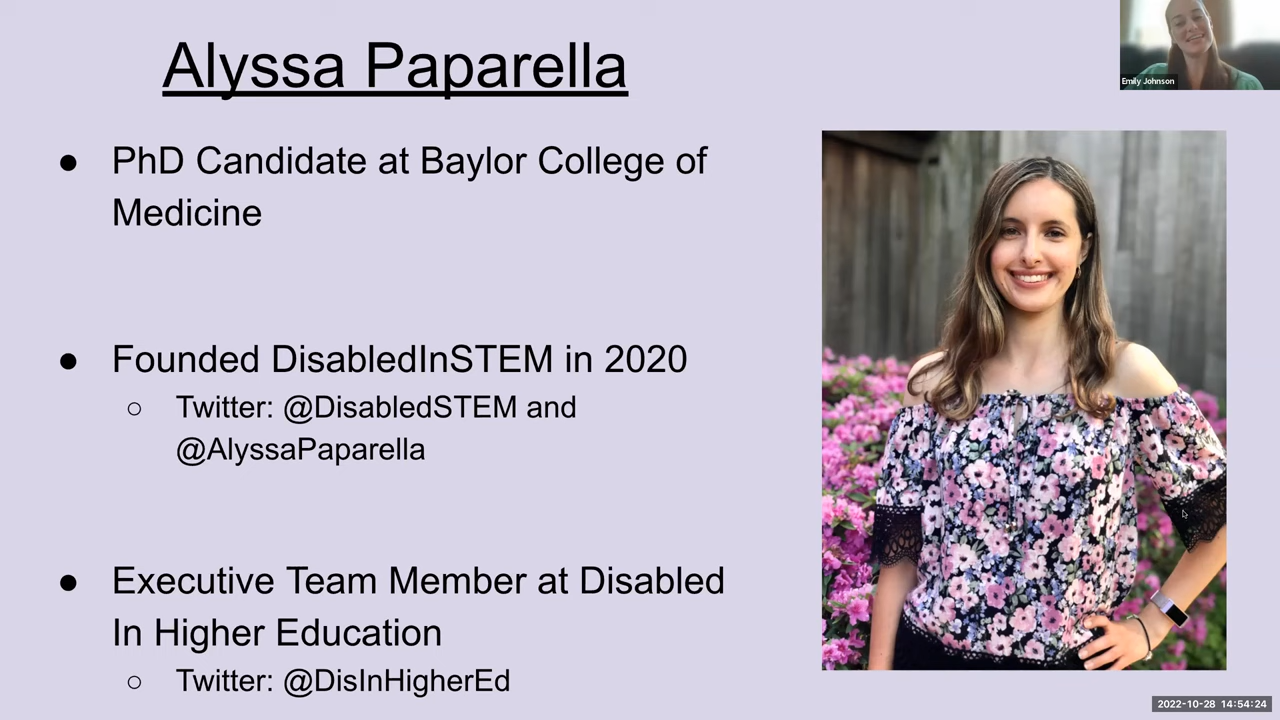 Alyssa Paparella
Emily Johnson
● PhD Candidate at Baylor College of
Medicine
● Founded DisabledInSTEM in 2020
○ Twitter: @DisabledSTEM and
@AlyssaPaparella
● Executive Team Member at Disabled
In Higher Education
○ Twitter: @DisInHigherEd
2022-10-28 14:54:24